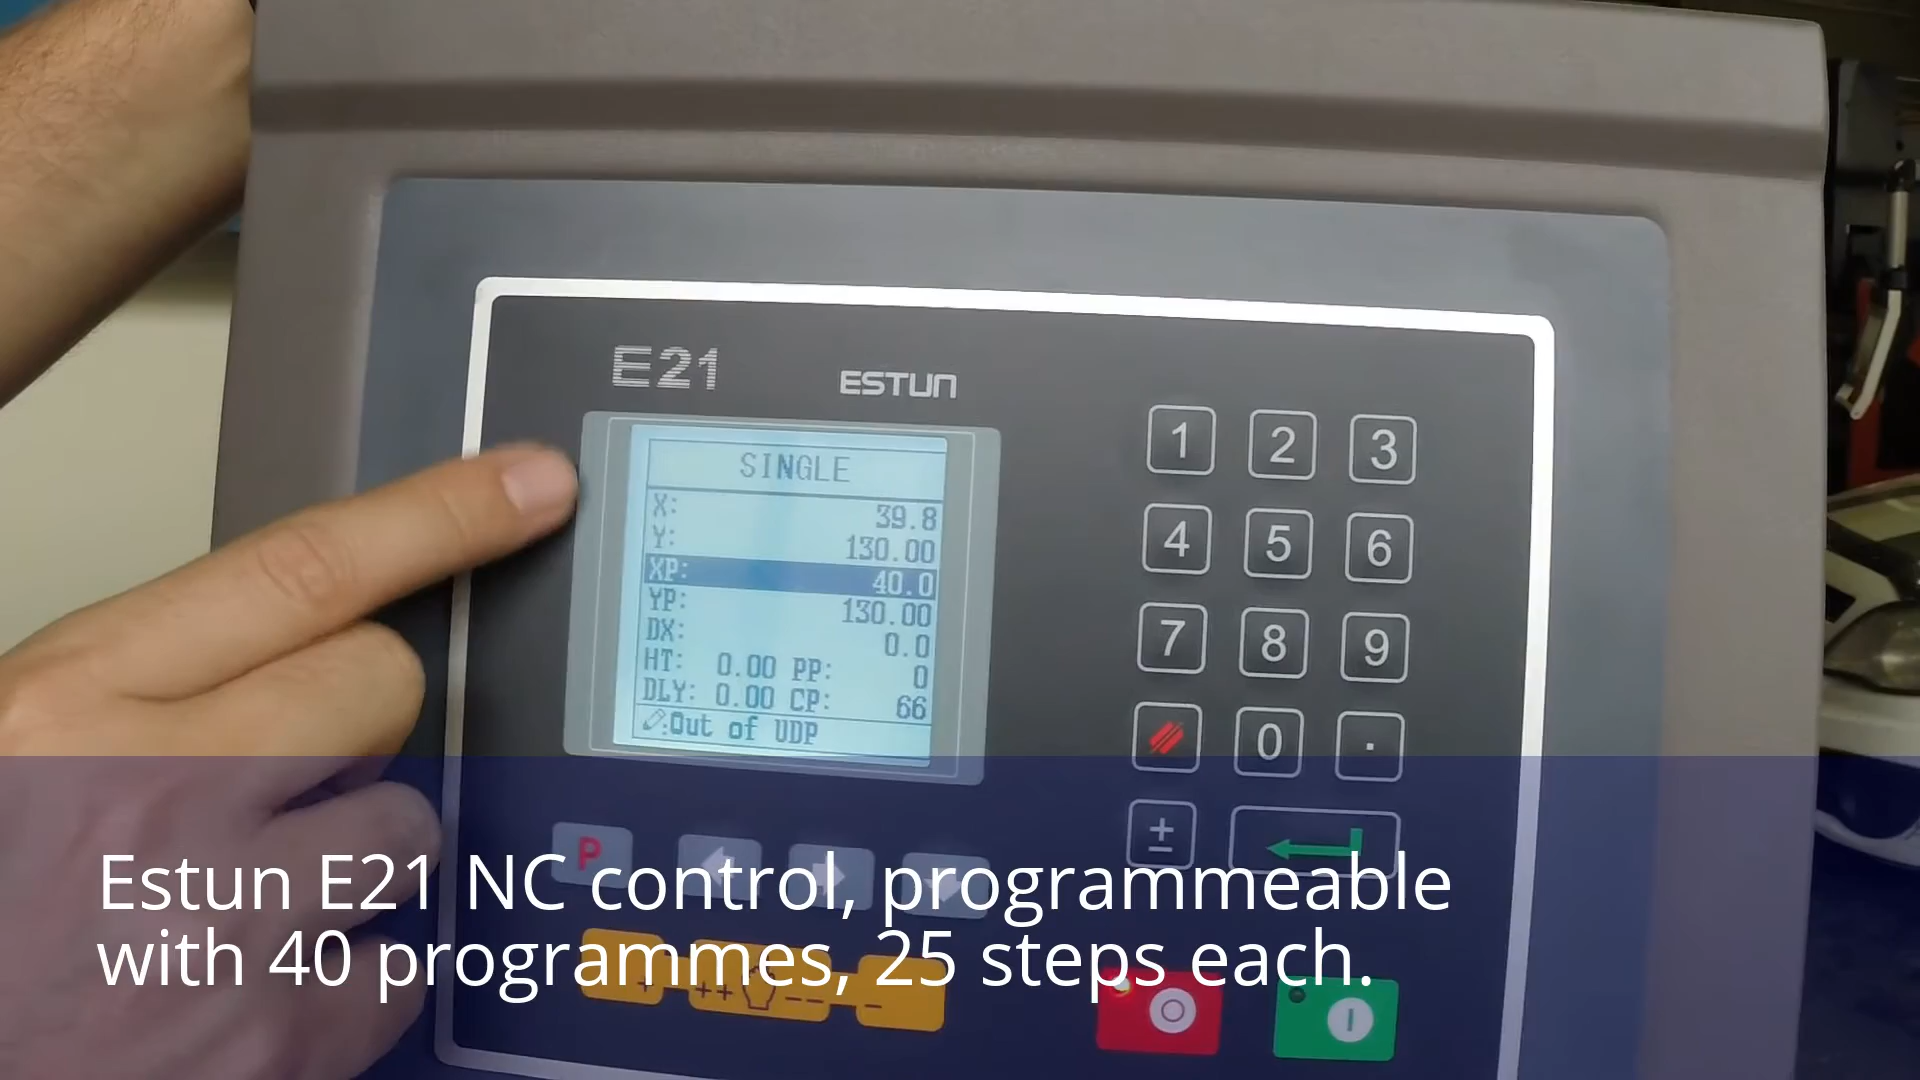 E21 ESTUN
SINGLE
X: 39.8
Y: 130.00
XP: 40.0
YP: 130.00
DX: 0.0
HT: 0.00 PP: 0
DLY: 0.00 CP: 66
:Out of UDP
1 2 3
4 5 6
7 8 9
0 .
±
P
+ ++ -- -
Estun E21 NC control, programmeable
with 40 programmes, 25 steps each.